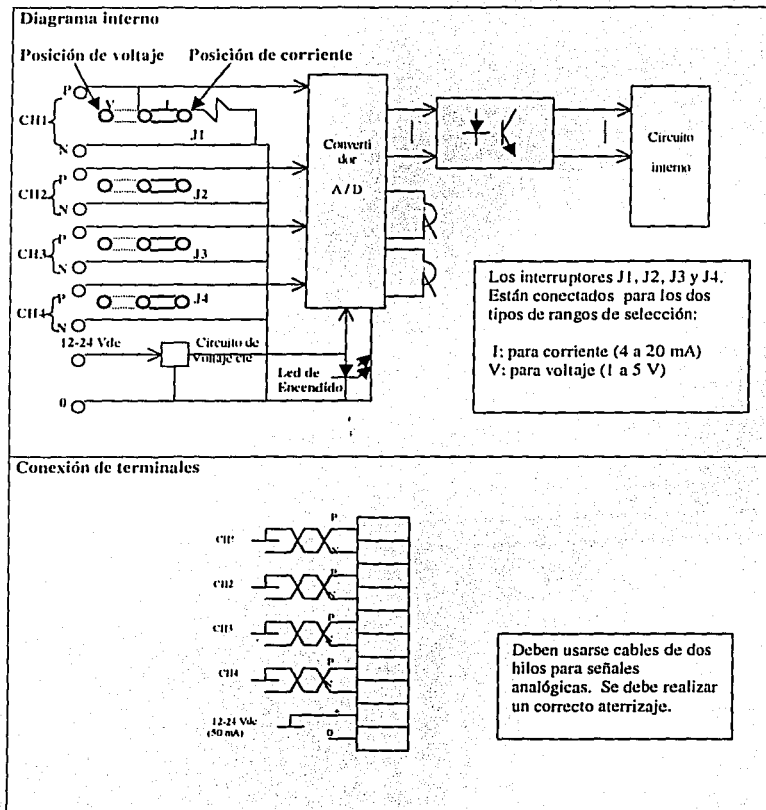 Diagrama interno
Posición de voltaje
Posición de corriente
P
V
I
CH1
J1
N
P
CH2
J2
N
P
CH3
J3
N
P
CH4
J4
N
12-24 Vdc
Circuito de
Voltaje cte
Led de
Encendido
0
Converti
dor
A / D
Circuito
interno
Los interruptores J1, J2, J3 y J4.
Están conectados para los dos
tipos de rangos de selección:
I: para corriente (4 a 20 mA)
V: para voltaje (1 a 5 V)
Conexión de terminales
P
CH1
N
P
CH2
N
P
CH3
N
P
CH4
N
12-24 Vdc
(50 mA)
+
0
Deben usarse cables de dos
hilos para señales
analógicas. Se debe realizar
un correcto aterrizaje.